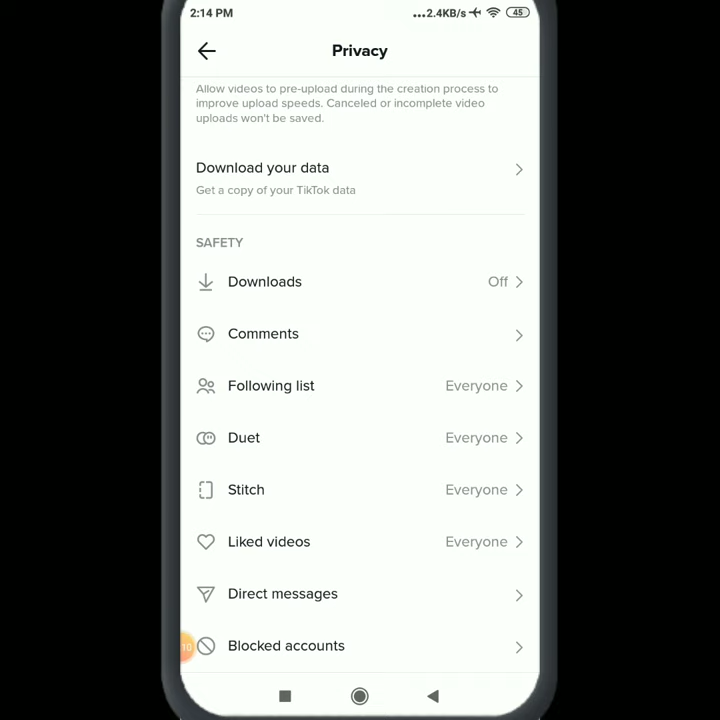 2:14 PM
...2.4KB/s
45
Privacy
Allow videos to pre-upload during the creation process to
improve upload speeds. Canceled or incomplete video
uploads won't be saved.
Download your data
Get a copy of your TikTok data
SAFETY
Downloads Off
Comments
Following list Everyone
Duet Everyone
Stitch Everyone
Liked videos Everyone
Direct messages
10
Blocked accounts